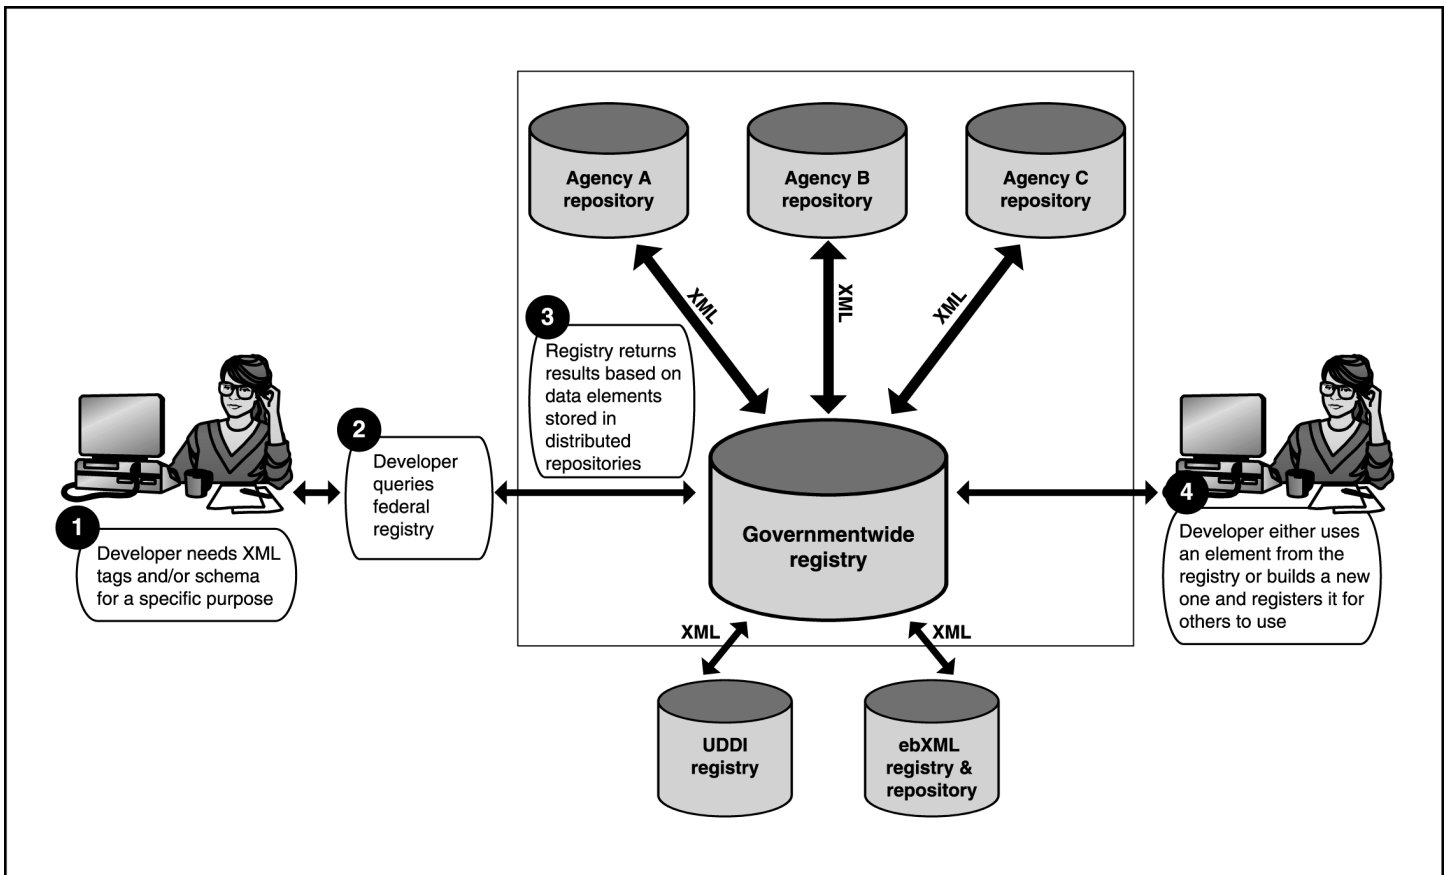 Agency A
repository
Agency B
repository
Agency C
repository
XML
XML
XML
3
Registry returns
results based on
data elements
stored in
distributed
repositories
2
Developer
queries
federal
registry
1
Developer needs XML
tags and/or schema
for a specific purpose
Governmentwide
registry
4
Developer either uses
an element from the
registry or builds a new
one and registers it for
others to use
XML
XML
UDDI
registry
ebXML
registry &
repository